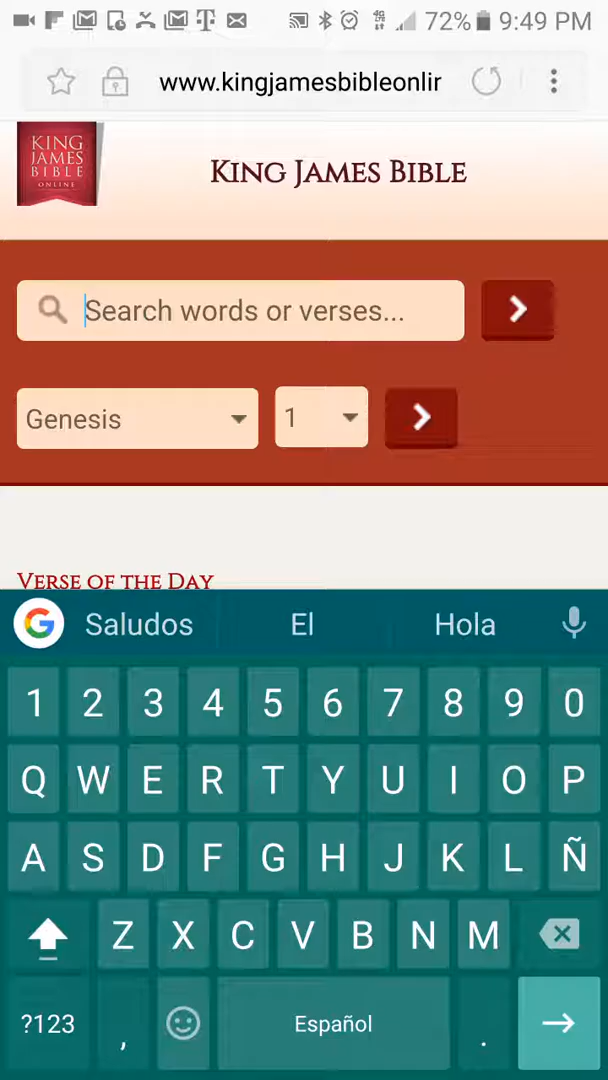 72% 9:49 PM
www.kingjamesbibleonlir
KING
JAMES
BIBLE
ONLINE
KING JAMES BIBLE
Search words or verses...
Genesis 1
VERSE OF THE DAY
G Saludos El Hola
1 2 3 4 5 6 7 8 9 0
Q W E R T Y U I O P
A S D F G H J K L Ñ
Z X C V B N M
?123 , Español .